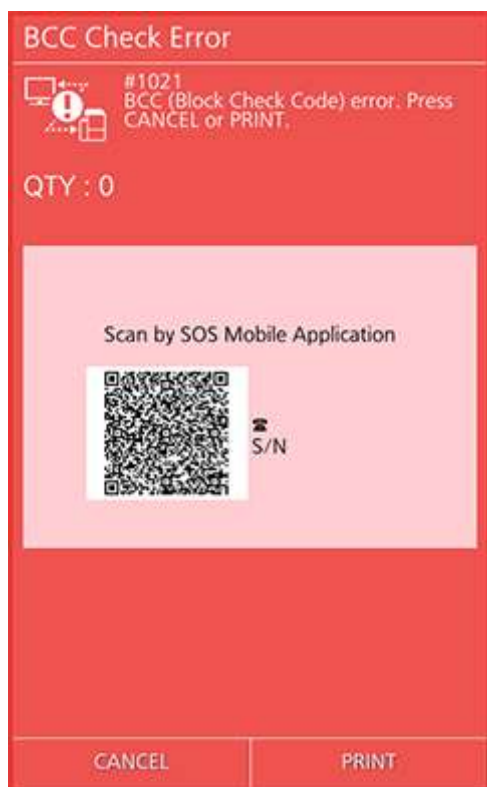 BCC Check Error
#1021
BCC (Block Check Code) error. Press
CANCEL or PRINT.
QTY : 0
Scan by SOS Mobile Application
☎
S/N
CANCEL
PRINT